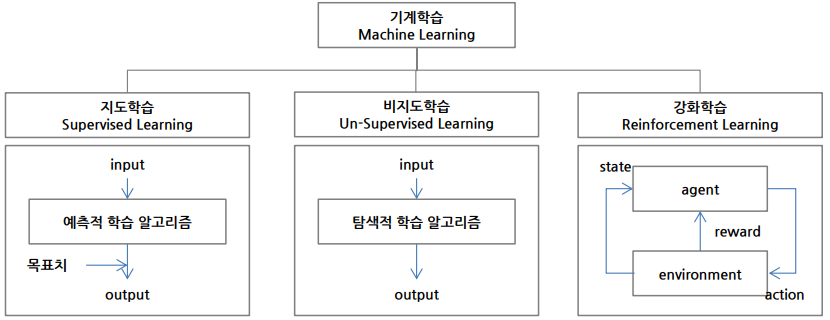 기계학습
Machine Learning
지도학습
Supervised Learning
비지도학습
Un-Supervised Learning
강화학습
Reinforcement Learning
input
예측적 학습 알고리즘
목표치
output
input
탐색적 학습 알고리즘
output
state
agent
reward
environment
action